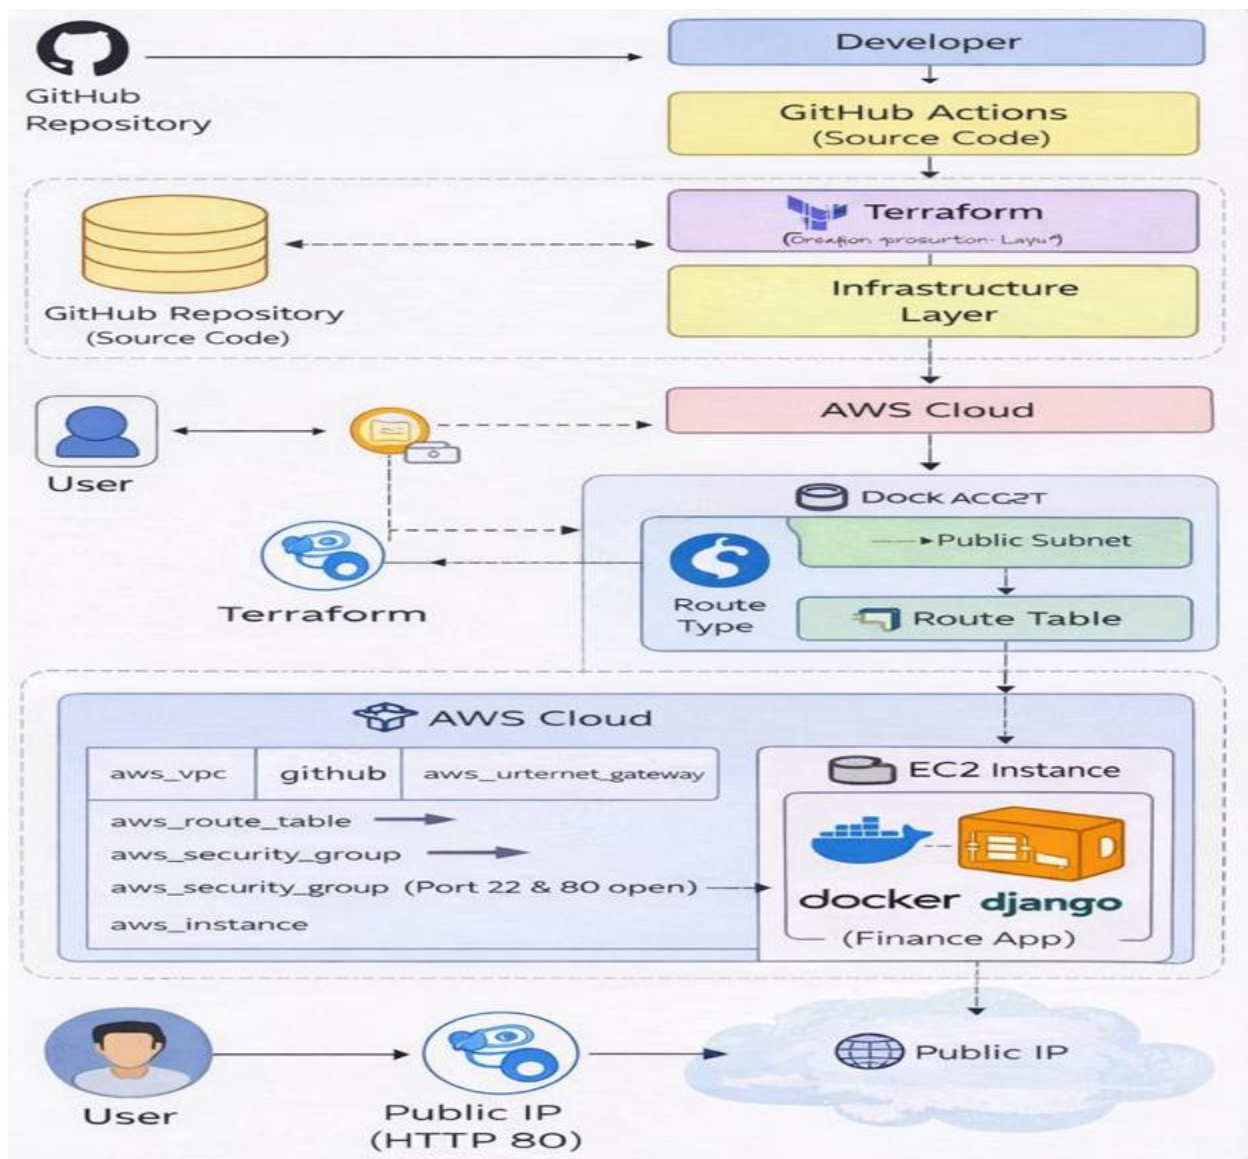 GitHub
Repository
Developer
GitHub Actions
(Source Code)
Terraform
GitHub Repository
(Source Code)
Infrastructure
Layer
AWS Cloud
User
Dock
Public Subnet
Route
Type
Route Table
Terraform
AWS Cloud
aws_vpc
github
aws_urternet_gateway
aws_route_table
aws_security_group
aws_security_group (Port 22 & 80 open)
aws_instance
EC2 Instance
docker django
(Finance App)
User
Public IP
(HTTP 80)
Public IP